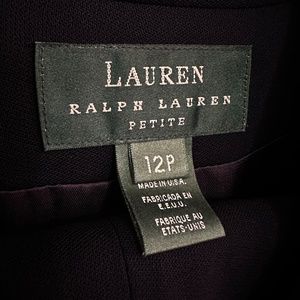 LAUREN
RALPH LAUREN
PETITE
12P
MADE IN U.S.A.
FABRICADA EN
E.E.U.U.
FABRIQUE AU
ETATS-UNIS